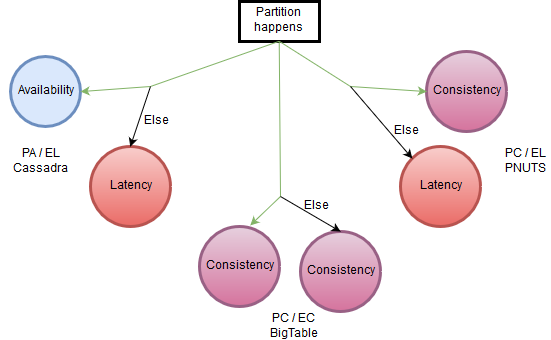 Partition
happens
Availability
Else
Latency
PA / EL
Cassadra
Else
Consistency
Consistency
PC / EC
BigTable
Else
Consistency
Latency
PC / EL
PNUTS